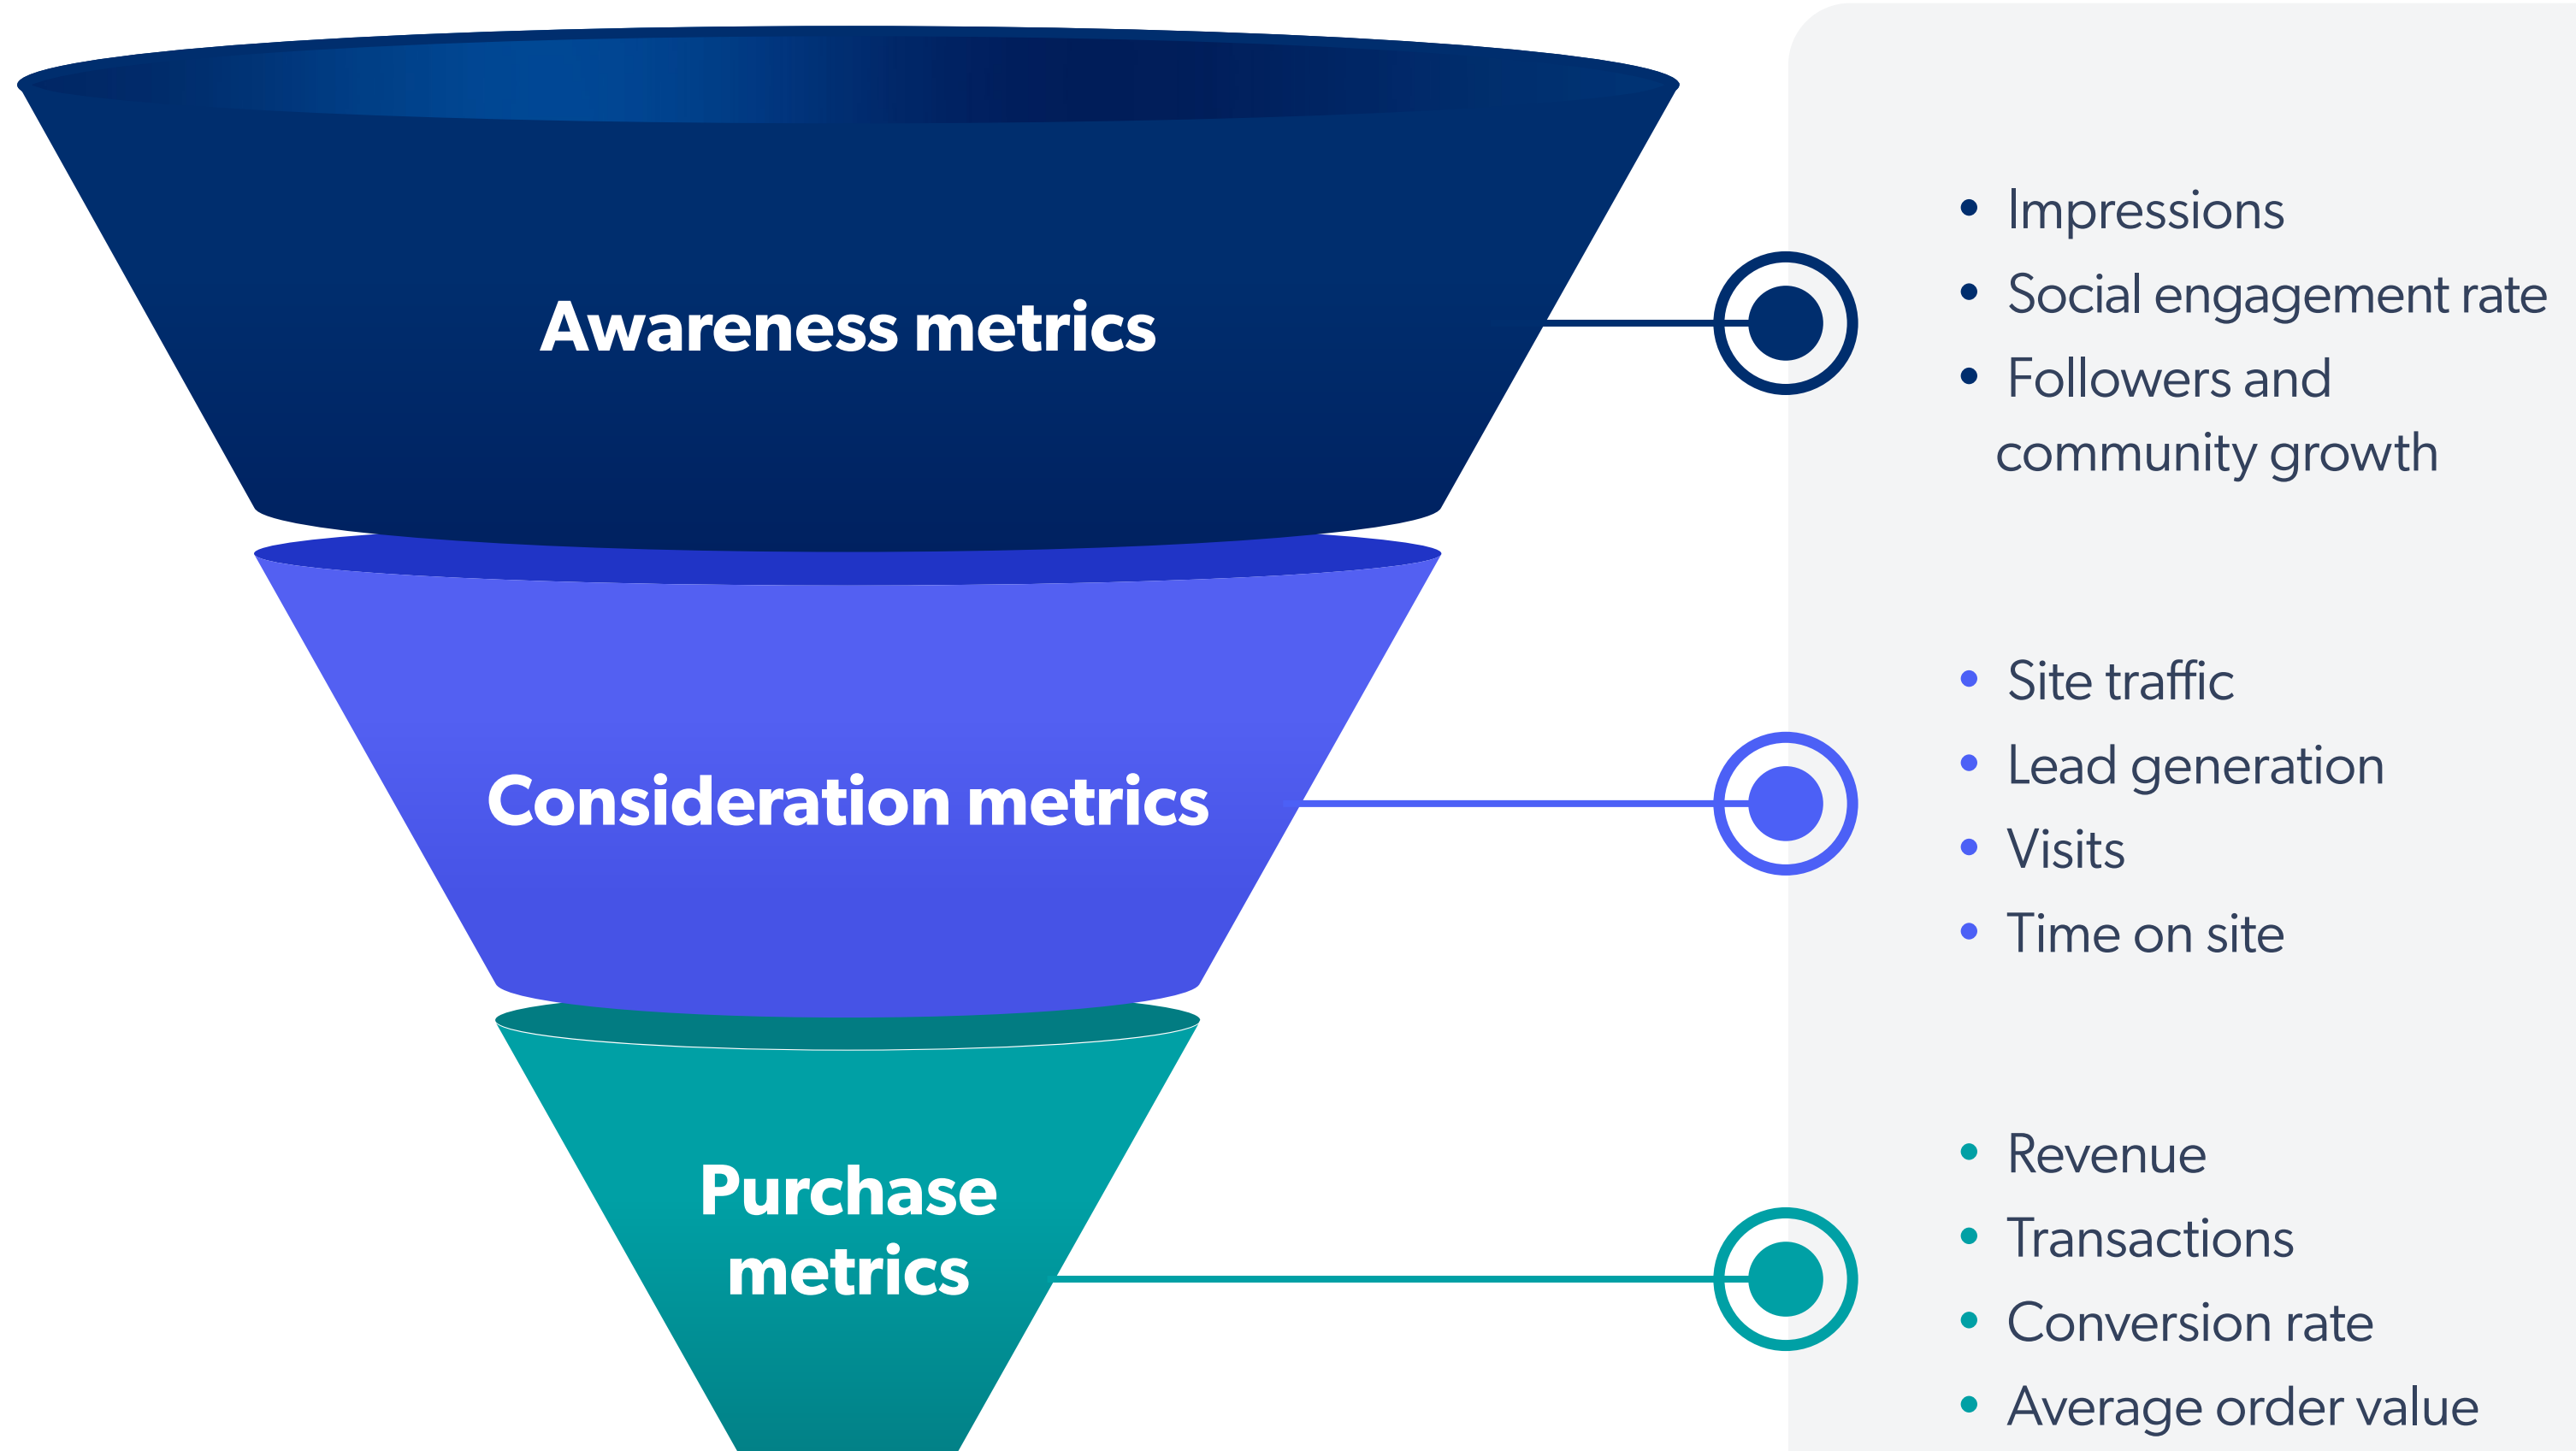 Awareness metrics
• Impressions
• Social engagement rate
• Followers and
community growth
Consideration metrics
• Site traffic
• Lead generation
• Visits
• Time on site
Purchase
metrics
• Revenue
• Transactions
• Conversion rate
• Average order value